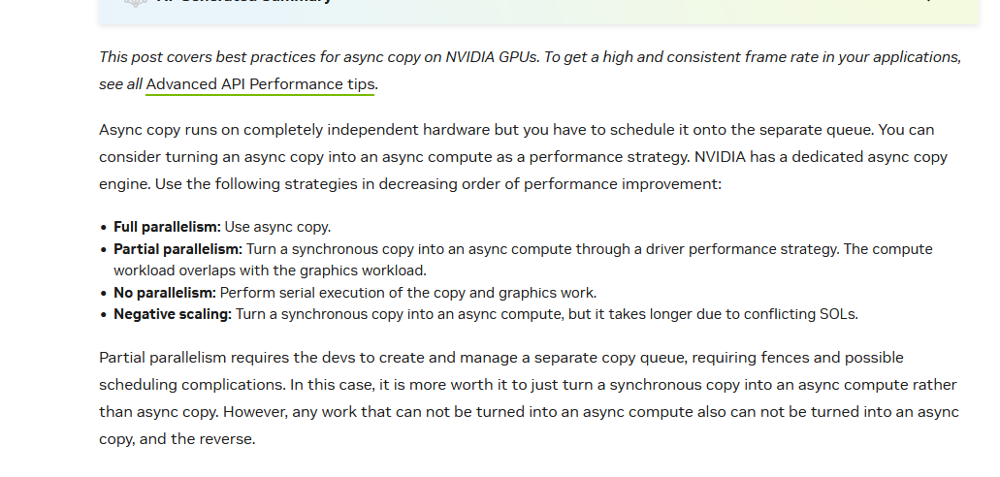 This post covers best practices for async copy on NVIDIA GPUs. To get a high and consistent frame rate in your applications,
see all Advanced API Performance tips.
Async copy runs on completely independent hardware but you have to schedule it onto the separate queue. You can
consider turning an async copy into an async compute as a performance strategy. NVIDIA has a dedicated async copy
engine. Use the following strategies in decreasing order of performance improvement:
• Full parallelism: Use async copy.
• Partial parallelism: Turn a synchronous copy into an async compute through a driver performance strategy. The compute
workload overlaps with the graphics workload.
• No parallelism: Perform serial execution of the copy and graphics work.
• Negative scaling: Turn a synchronous copy into an async compute, but it takes longer due to conflicting SOLs.
Partial parallelism requires the devs to create and manage a separate copy queue, requiring fences and possible
scheduling complications. In this case, it is more worth it to just turn a synchronous copy into an async compute rather
than async copy. However, any work that can not be turned into an async compute also can not be turned into an async
copy, and the reverse.